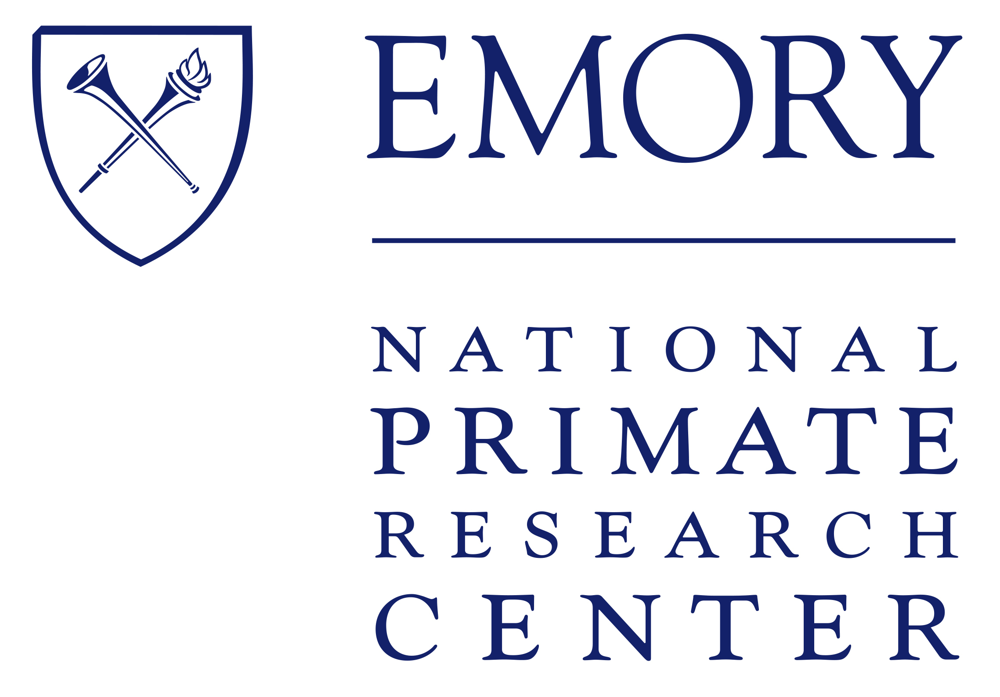 EMORY
NATIONAL
PRIMATE
RESEARCH
CENTER